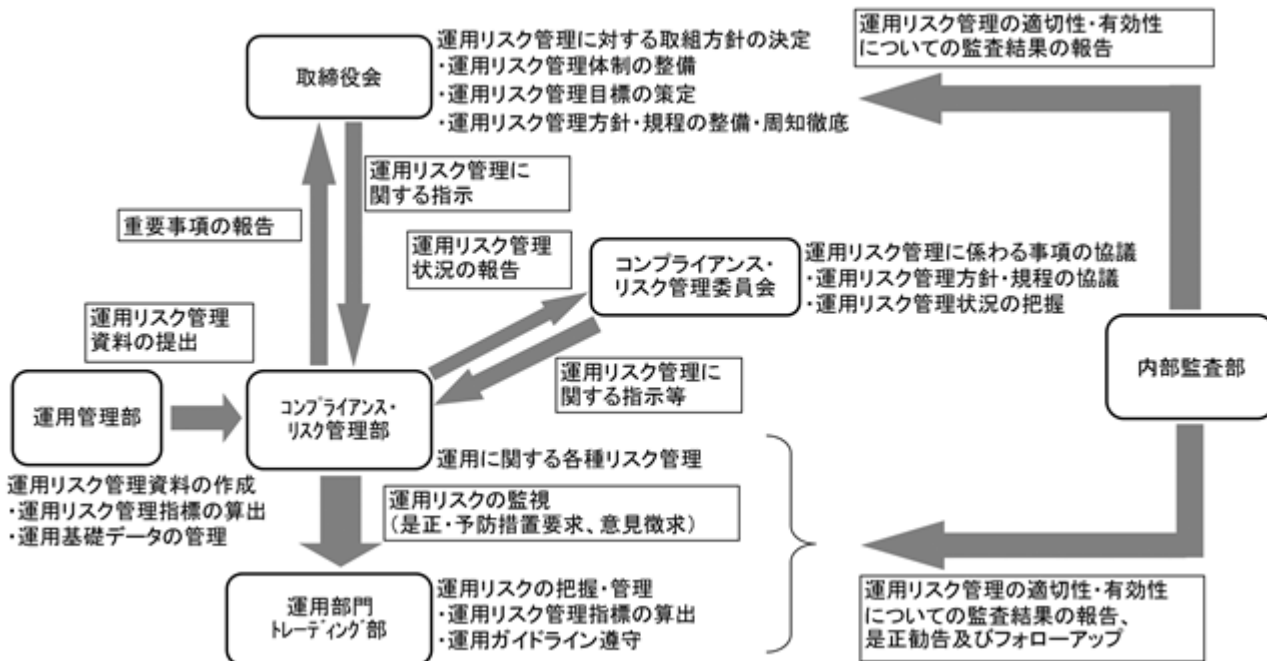 取締役会
運用リスク管理に対する取組方針の決定
・運用リスク管理体制の整備
・運用リスク管理目標の策定
・運用リスク管理方針・規程の整備・周知徹底
運用リスク管理の適切性・有効性
についての監査結果の報告
重要事項の報告
運用リスク管理に
関する指示
運用リスク管理
状況の報告
コンプライアンス・
リスク管理委員会
運用リスク管理に係わる事項の協議
・運用リスク管理方針・規程の協議
・運用リスク管理状況の把握
運用リスク管理
資料の提出
運用リスク管理に
関する指示等
内部監査部
運用管理部
コンプライアンス・
リスク管理部
運用に関する各種リスク管理
運用リスク管理資料の作成
・運用リスク管理指標の算出
・運用基礎データの管理
運用リスクの監視
(是正・予防措置要求、意見徴求)
運用部門
トレーディング部
運用リスクの把握・管理
・運用リスク管理指標の算出
・運用ガイドライン遵守
運用リスク管理の適切性・有効性
についての監査結果の報告、
是正勧告及びフォローアップ